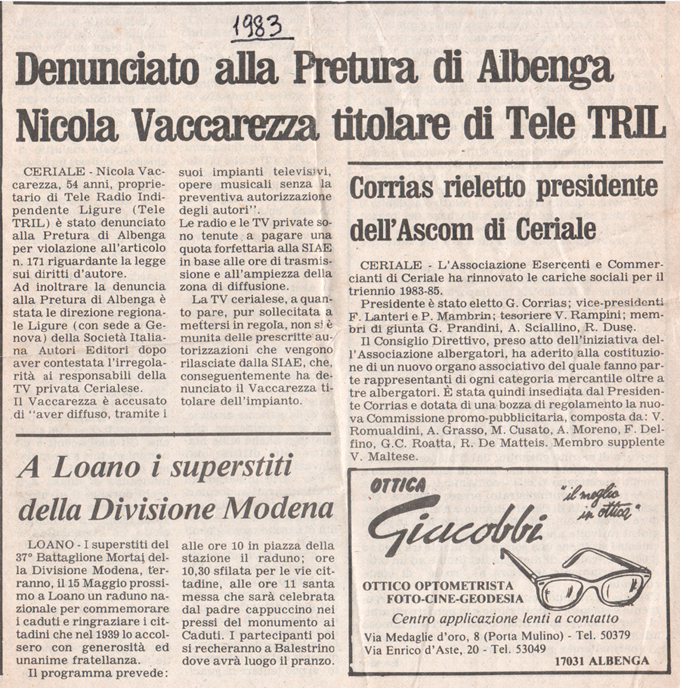 1983
Denunciato alla Pretura di Albenga
Nicola Vaccarezza titolare di Tele TRIL
CERIALE - Nicola Vac-
carezza, 54 anni, proprie-
tario di Tele Radio Indi-
pendente Ligure (Tele
TRIL) è stato denunciato
alla Pretura di Albenga
per violazione all'articolo
n. 171 riguardante la legge
sui diritti d'autore.
Ad inoltrare la denuncia
alla Pretura di Albenga è
stata le direzione regiona-
le Ligure (con sede a Ge-
nova) della Società Italia-
na Autori Editori dopo
aver contestata l'irregola-
rità ai responsabili della
TV privata Cerialese.
Il Vaccarezza è accusato
di "aver diffuso, tramite i
suoi impianti televisivi,
opere musicali senza la
preventiva autorizzazione
degli autori".
Le radio e le TV private so-
no tenute a pagare una
quota forfettaria alla SIAE
in base alle ore di trasmis-
sione e all'ampiezza della
zona di diffusione.
La TV cerialese, a quan-
to pare, pur sollecitata a
mettersi in regola, non si è
munita delle prescritte au-
torizzazioni che vengono
rilasciate dalla SIAE, che,
conseguentemente ha de-
nunciato il Vaccarezza ti-
tolare dell'impianto.
Corrias rieletto presidente
dell'Ascom di Ceriale
CERIALE - L'Associazione Esercenti e Commer-
cianti di Ceriale ha rinnovato le cariche sociali per il
triennio 1983-85.
Presidente è stato eletto G. Corrias; vice-presidenti
F. Lanteri e P. Mambrin; tesoriere V. Rampini; mem-
bri di giunta G. Prandini, A. Sciallino, R. Duse.
Il Consiglio Direttivo, preso atto dell'iniziativa del-
l'Associazione albergatori, ha aderito alla costituzio-
ne di un nuovo organo associativo del quale fanno par-
te rappresentanti di ogni categoria mercantile oltre a
tre albergatori. È stata quindi insediata dal Presiden-
te Corrias e dotata di una bozza di regolamento la nuo-
va Commissione promo-pubblicitaria, composta da: V.
Romualdini, A. Grasso, M. Cusato, A. Moreno, F. Del-
fino, G.C. Roatta, R. De Matteis. Membro supplente
V. Maltese.
A Loano i superstiti
della Divisione Modena
LOANO - I superstiti del
37° Battaglione Mortai del-
la Divisione Modena, ter-
ranno, il 15 Maggio prossi-
mo a Loano un raduno na-
zionale per commemorare
i caduti e ringraziare i cit-
tadini che nel 1939 lo accol-
sero con generosità ed
unanime fratellanza.
Il programma prevede:
alle ore 10 in piazza della
stazione il raduno; ore
10,30 sfilata per le vie cit-
tadine, alle ore 11 santa
messa che sarà celebrata
dal padre cappuccino nei
pressi del monumento ai
Caduti. I partecipanti poi
si recheranno a Balestrino
dove avrà luogo il pranzo.
OTTICA
Giacobbi
"il meglio
in ottica"
OTTICO OPTOMETRISTA
FOTO-CINE-GEODESIA
Centro applicazione lenti a contatto
Via Medaglie d'oro, 8 (Porta Mulino) - Tel. 50379
Via Enrico d'Aste, 20 - Tel. 53049
17031 ALBENGA